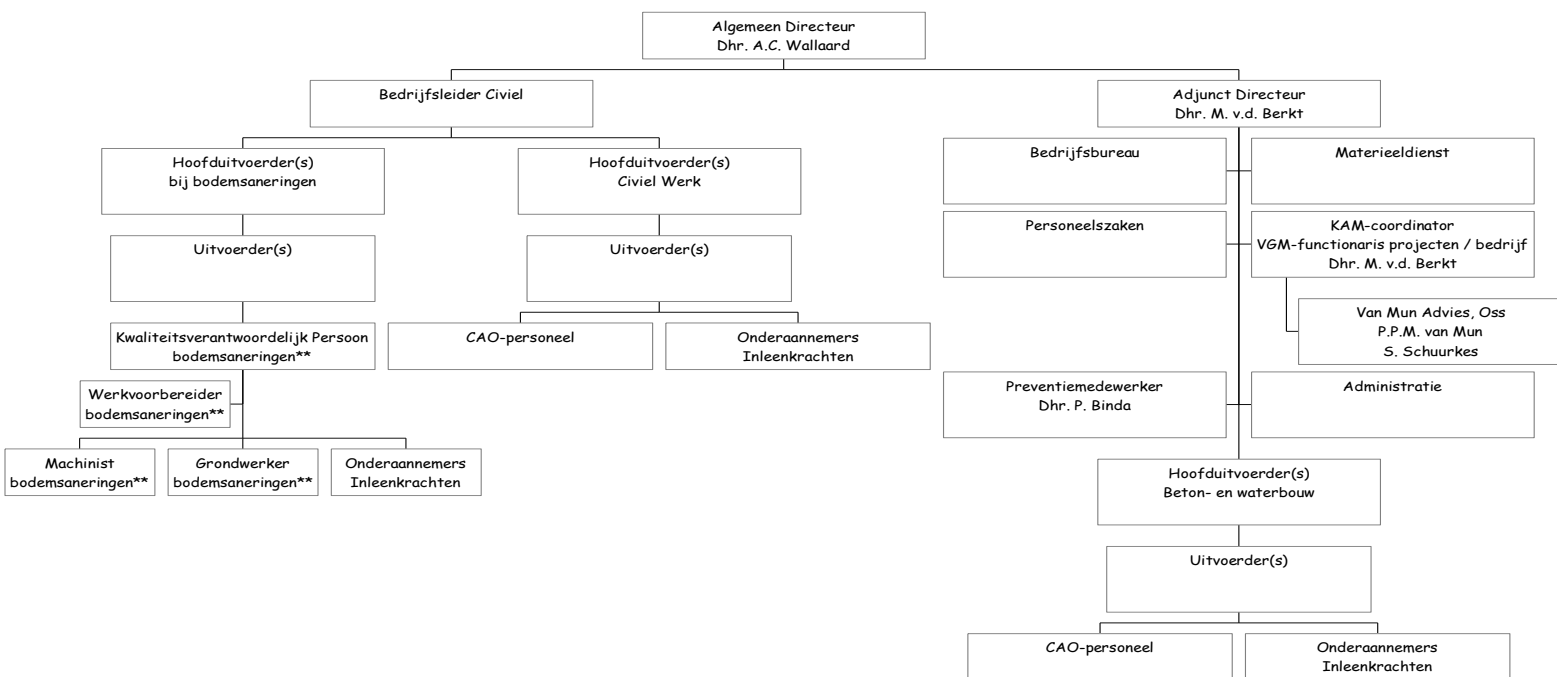 Algemeen Directeur
Dhr. A.C. Wallaard
Bedrijfsleider Civiel
Adjunct Directeur
Dhr. M. v.d. Berkt
Hoofduitvoerder(s)
bij bodemsaneringen
Hoofduitvoerder(s)
Civiel Werk
Bedrijfsbureau
Materieeldienst
Uitvoerder(s)
Uitvoerder(s)
Personeelszaken
KAM-coordinator
VGM-functionaris projecten / bedrijf
Dhr. M. v.d. Berkt
Kwaliteitsverantwoordelijk Persoon
bodemsaneringen**
CAO-personeel
Onderaannemers
Inleenkrachten
Van Mun Advies, Oss
P.P.M. van Mun
S. Schuurkes
Werkvoorbereider
bodemsaneringen**
Preventiemedewerker
Dhr. P. Binda
Administratie
Machinist
bodemsaneringen**
Grondwerker
bodemsaneringen**
Onderaannemers
Inleenkrachten
Hoofduitvoerder(s)
Beton- en waterbouw
Uitvoerder(s)
CAO-personeel
Onderaannemers
Inleenkrachten